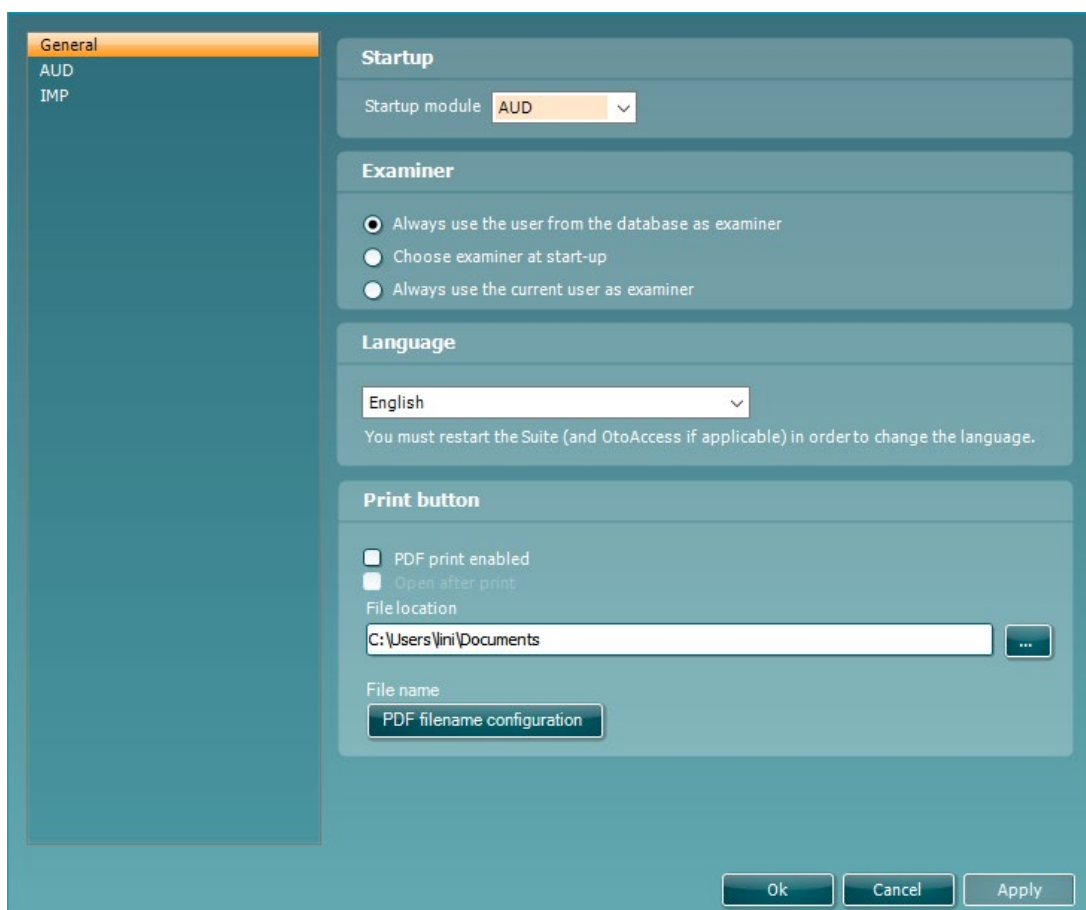 General
AUD
IMP
Startup
Startup module AUD
Examiner
Always use the user from the database as examiner
Choose examiner at start-up
Always use the current user as examiner
Language
English
You must restart the Suite (and OtoAccess if applicable) in order to change the language.
Print button
PDF print enabled
Open after print
File location
C:\Users\lini\Documents
...
File name
PDF filename configuration
Ok Cancel Apply